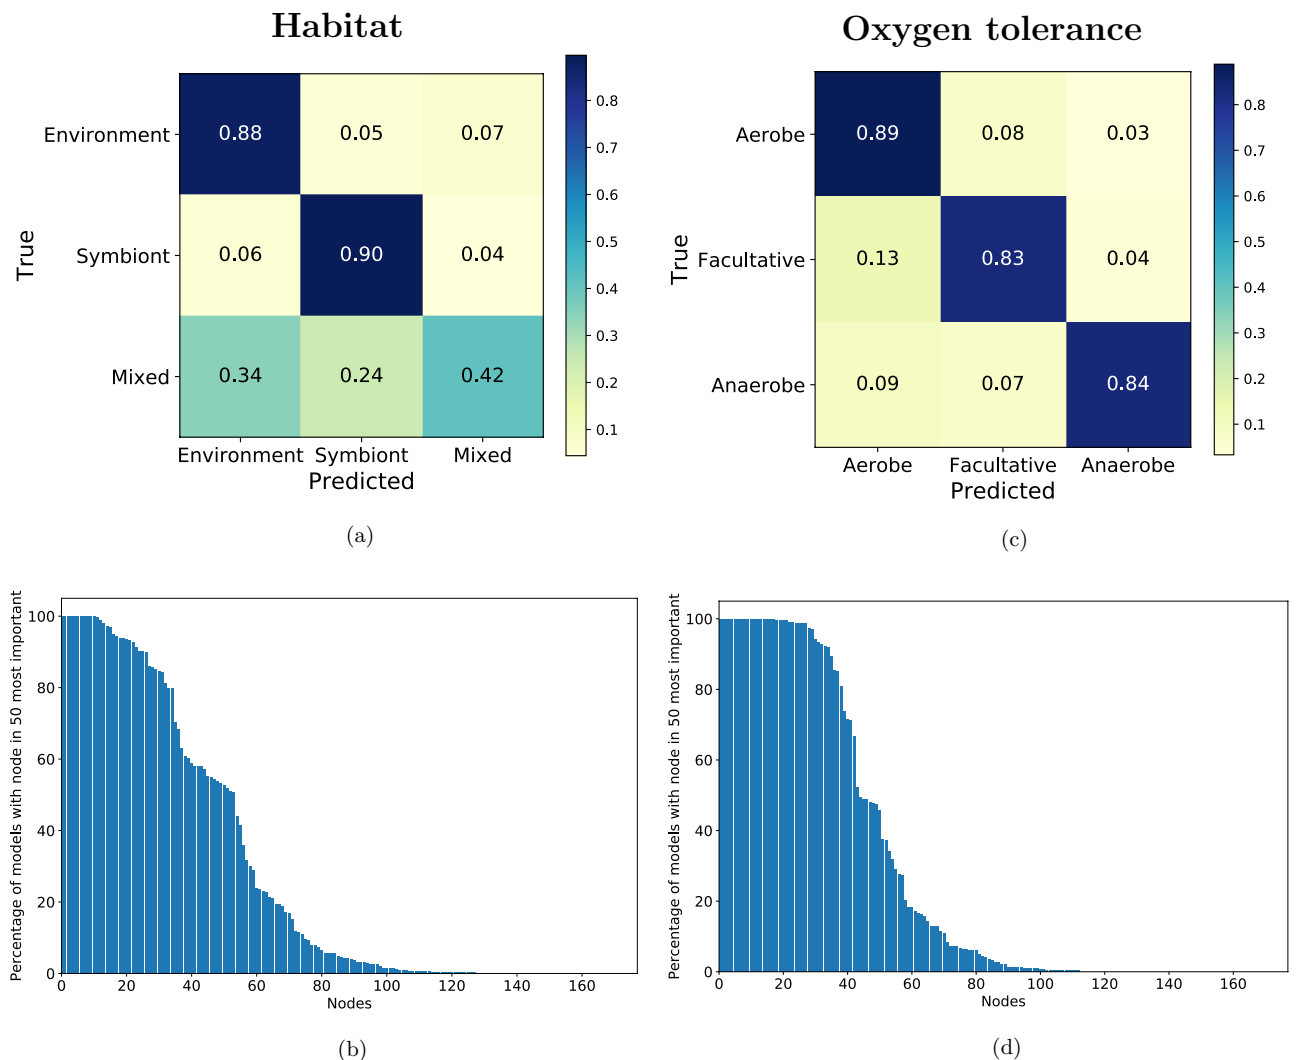 Habitat
Environment 0.88 0.05 0.07
Symbiont 0.06 0.90 0.04
Mixed 0.34 0.24 0.42
True
Environment Symbiont Mixed
Predicted
0.8
0.7
0.6
0.5
0.4
0.3
0.2
0.1
(a)
Oxygen tolerance
Aerobe 0.89 0.08 0.03
Facultative 0.13 0.83 0.04
Anaerobe 0.09 0.07 0.84
True
Aerobe Facultative Anaerobe
Predicted
0.8
0.7
0.6
0.5
0.4
0.3
0.2
0.1
(c)
Percentage of models with node in 50 most important
100
80
60
40
20
0
0 20 40 60 80 100 120 140 160
Nodes
(b)
Percentage of models with node in 50 most important
100
80
60
40
20
0
0 20 40 60 80 100 120 140 160
Nodes
(d)